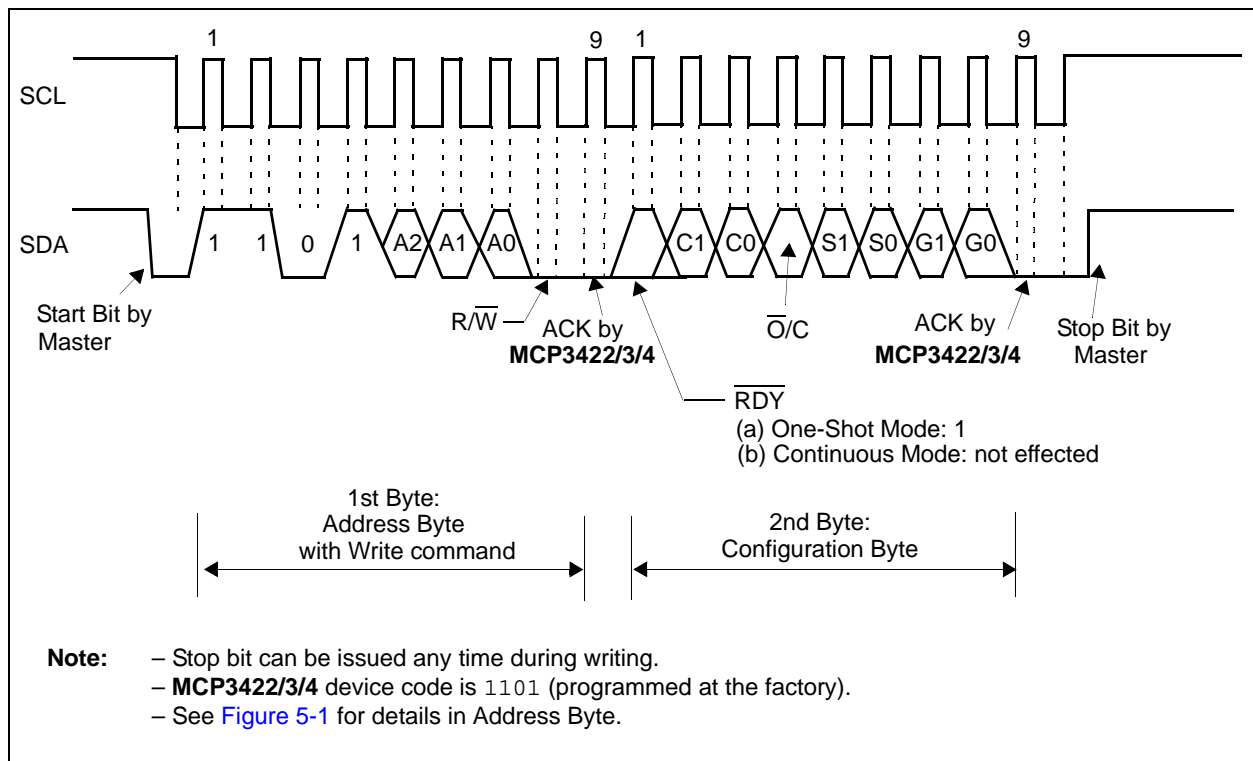 1 9 1 9
SCL
SDA
1 1 0 1 A2 A1 A0 C1 C0 S1 S0 G1 G0
Start Bit by
Master
R/W̅
ACK by
MCP3422/3/4
O̅/C
ACK by
MCP3422/3/4
Stop Bit by
Master
R̅D̅Y̅
(a) One-Shot Mode: 1
(b) Continuous Mode: not effected
1st Byte:
Address Byte
with Write command
2nd Byte:
Configuration Byte
Note: – Stop bit can be issued any time during writing.
– MCP3422/3/4 device code is 1101 (programmed at the factory).
– See Figure 5-1 for details in Address Byte.